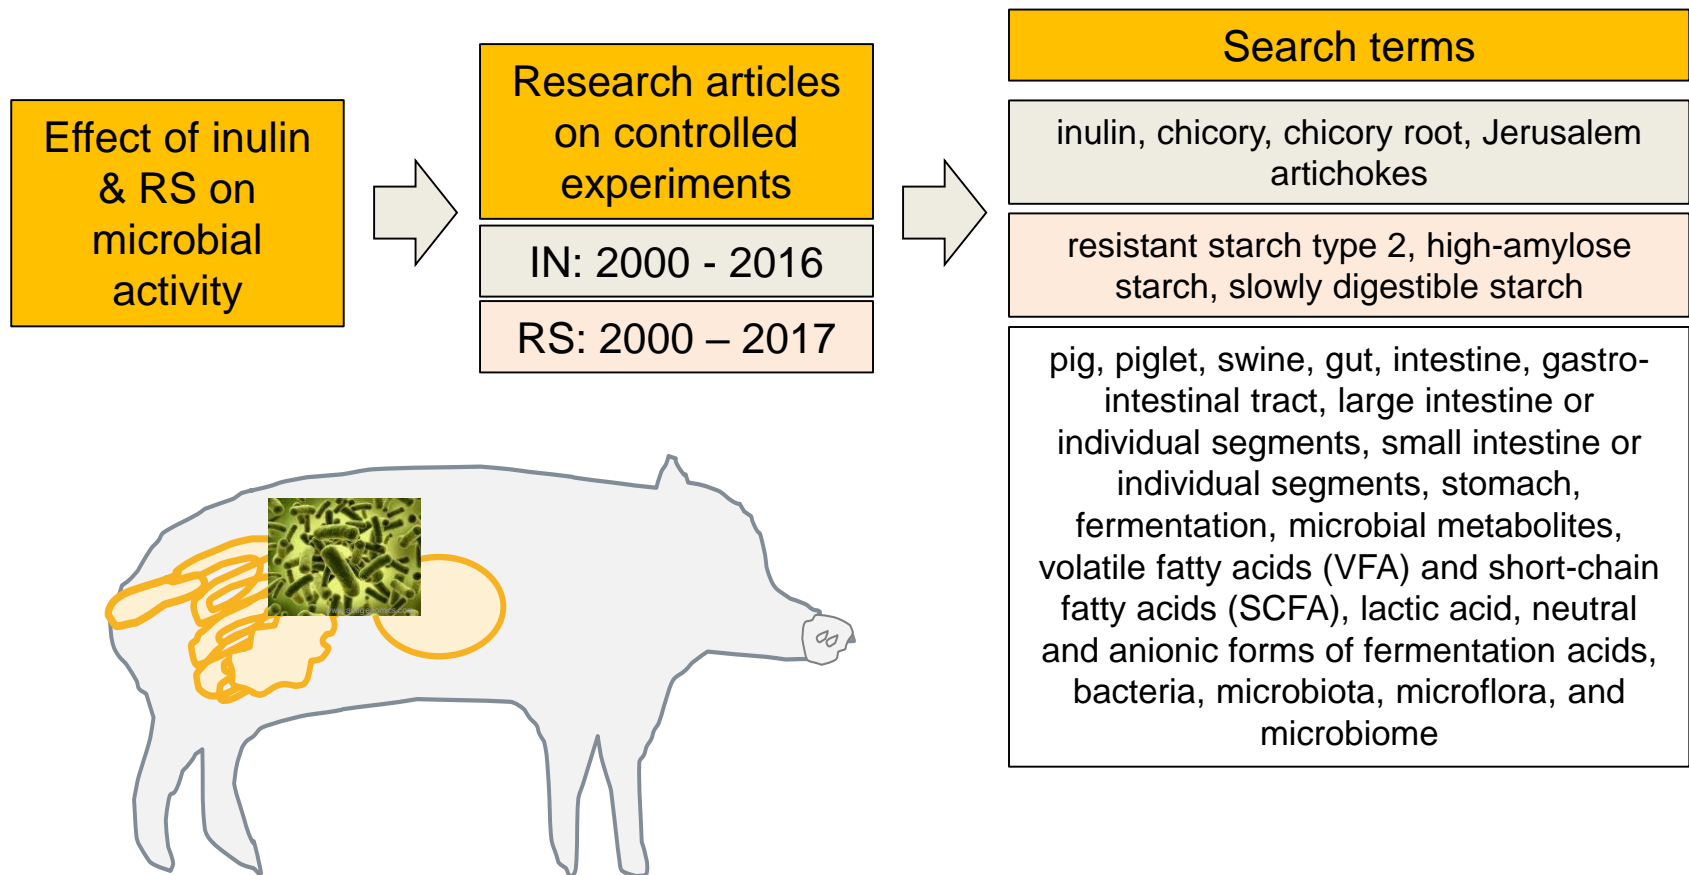 Effect of inulin
& RS on
microbial
activity
Research articles
on controlled
experiments
IN: 2000 - 2016
RS: 2000 – 2017
Search terms
inulin, chicory, chicory root, Jerusalem
artichokes
resistant starch type 2, high-amylose
starch, slowly digestible starch
pig, piglet, swine, gut, intestine, gastro-
intestinal tract, large intestine or
individual segments, small intestine or
individual segments, stomach,
fermentation, microbial metabolites,
volatile fatty acids (VFA) and short-chain
fatty acids (SCFA), lactic acid, neutral
and anionic forms of fermentation acids,
bacteria, microbiota, microflora, and
microbiome